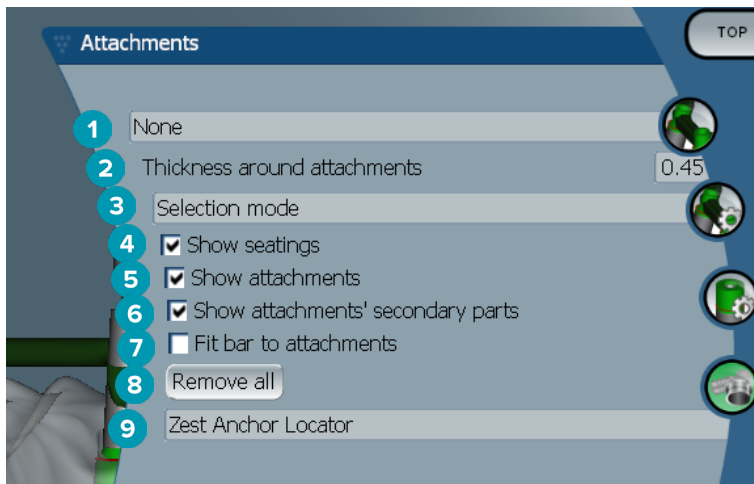 Attachments
TOP
1 None
2 Thickness around attachments 0.45
3 Selection mode
4 Show seatings
5 Show attachments
6 Show attachments' secondary parts
7 Fit bar to attachments
8 Remove all
9 Zest Anchor Locator